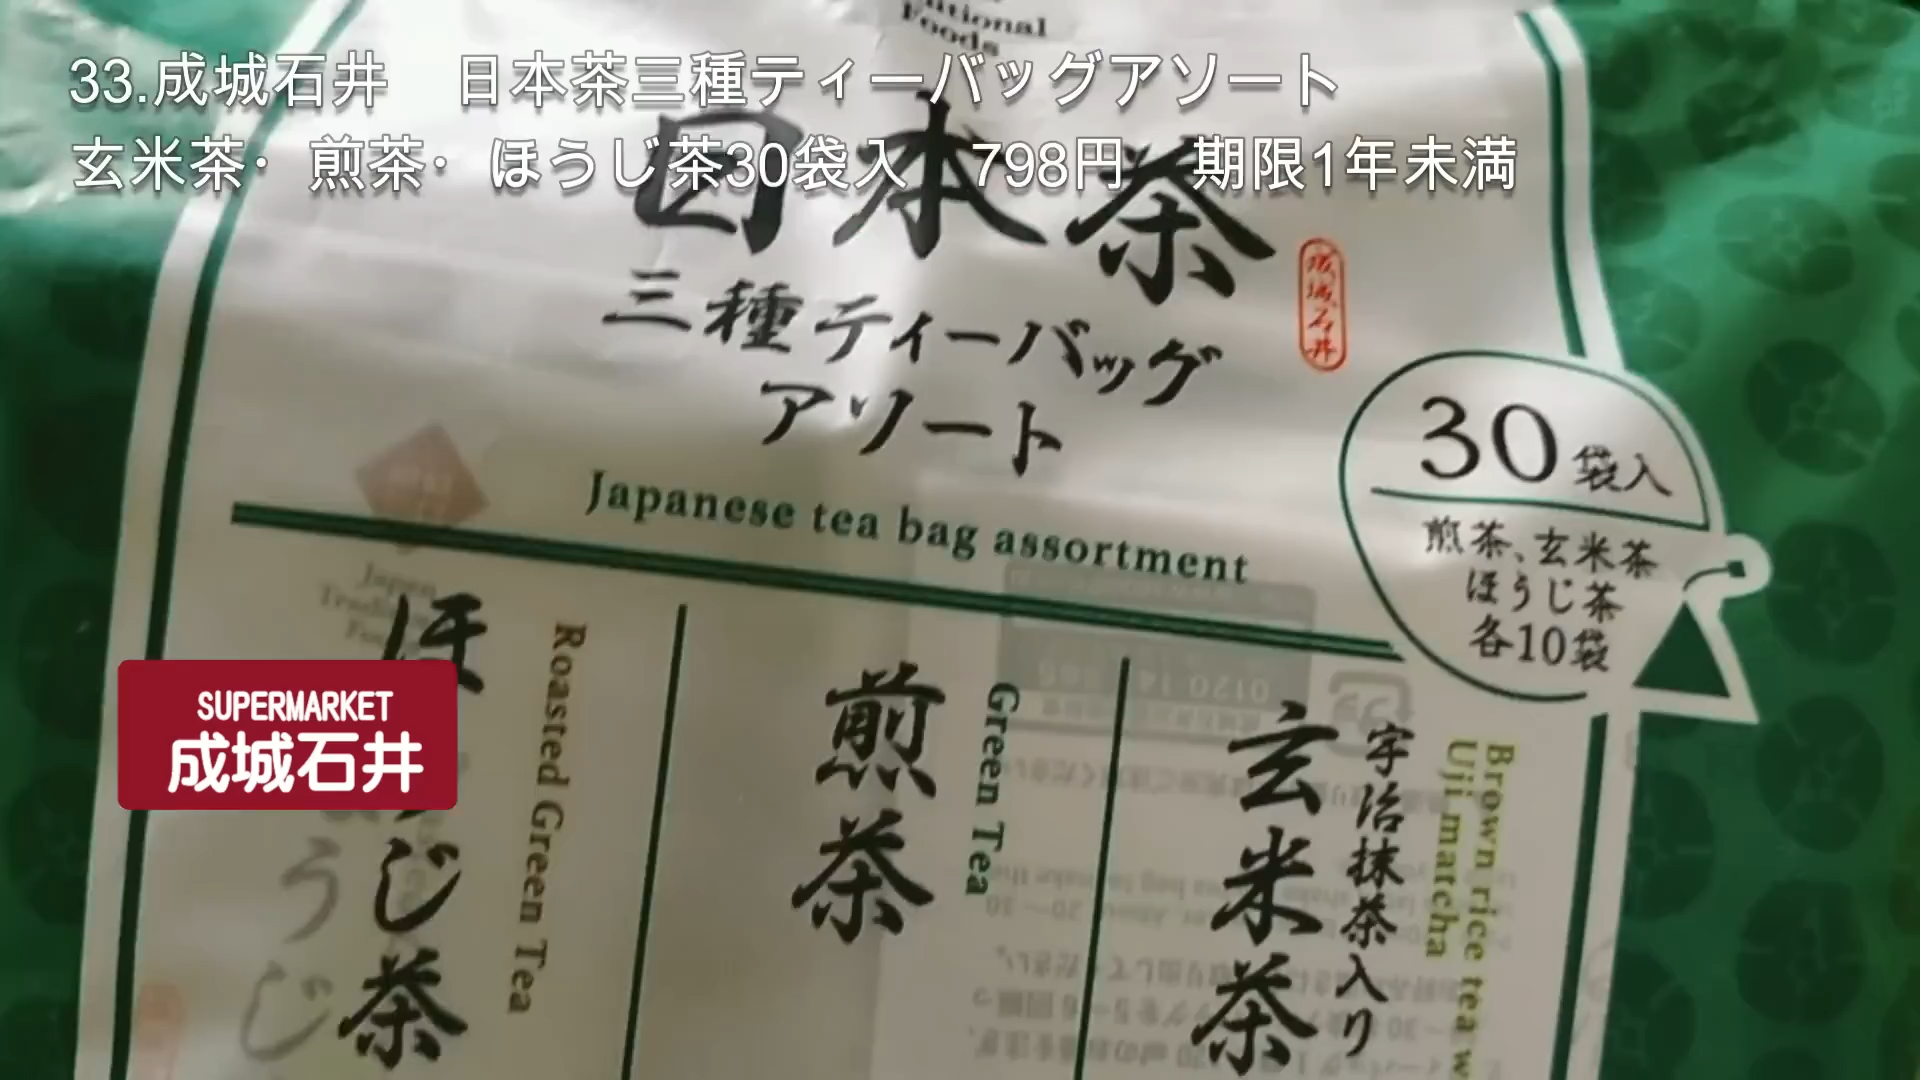 33.成城石井　日本茶三種ティーバッグアソート
玄米茶・煎茶・ほうじ茶30袋入　798円　期限1年未満
Foods
日本茶
三種ティーバッグ
アソート
成城石井
Japanese tea bag assortment
30袋入
煎茶、玄米茶
ほうじ茶
各10袋
宇治抹茶入り
玄米茶
Brown rice tea w
Uji matcha
煎茶
Green Tea
Roasted Green Tea
SUPERMARKET
成城石井